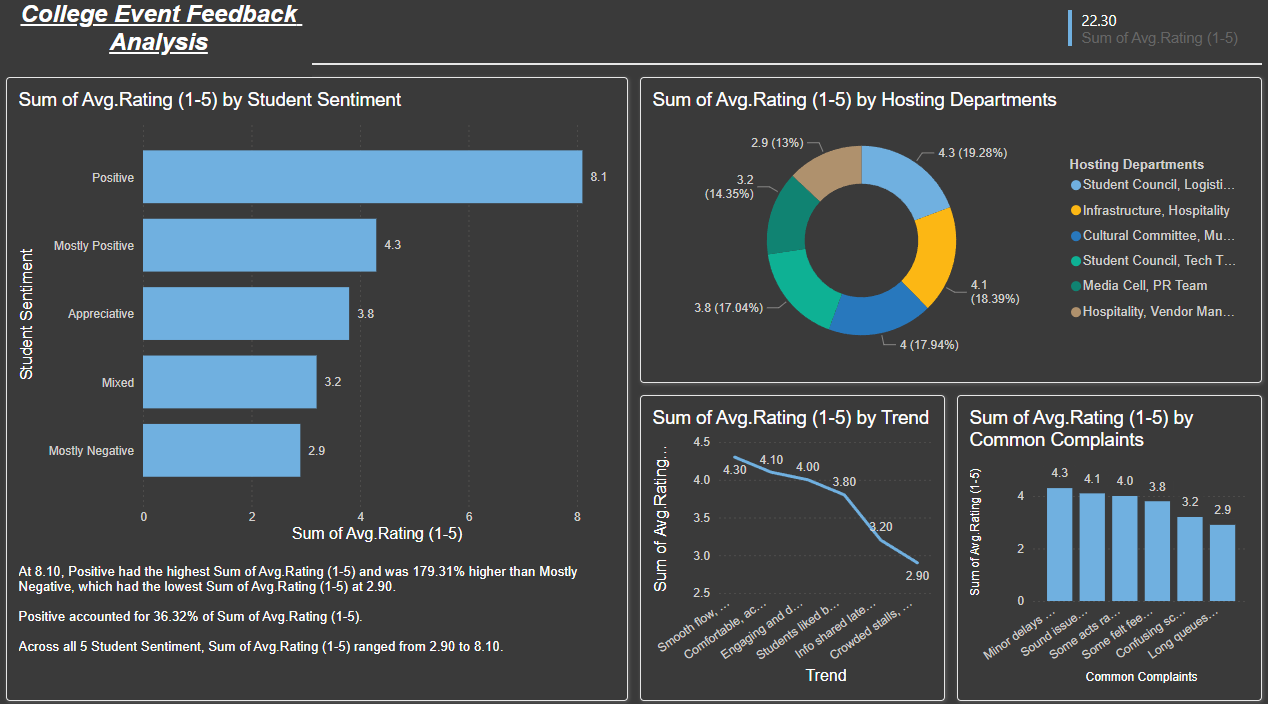 College Event Feedback
Analysis
22.30
Sum of Avg.Rating (1-5)
Sum of Avg.Rating (1-5) by Student Sentiment
Student Sentiment
Positive
8.1
Mostly Positive
4.3
Appreciative
3.8
Mixed
3.2
Mostly Negative
2.9
0 2 4 6 8
Sum of Avg.Rating (1-5)
At 8.10, Positive had the highest Sum of Avg.Rating (1-5) and was 179.31% higher than Mostly
Negative, which had the lowest Sum of Avg.Rating (1-5) at 2.90.
Positive accounted for 36.32% of Sum of Avg.Rating (1-5).
Across all 5 Student Sentiment, Sum of Avg.Rating (1-5) ranged from 2.90 to 8.10.
Sum of Avg.Rating (1-5) by Hosting Departments
2.9 (13%)
4.3 (19.28%)
3.2
(14.35%)
4.1
(18.39%)
3.8 (17.04%)
4 (17.94%)
Hosting Departments
Student Council, Logisti...
Infrastructure, Hospitality
Cultural Committee, Mu...
Student Council, Tech T...
Media Cell, PR Team
Hospitality, Vendor Man...
Sum of Avg.Rating (1-5) by Trend
Sum of Avg.Rating...
4.5
4.0
3.5
3.0
2.5
4.30
4.10
4.00
3.80
3.20
2.90
Smooth flow, ...
Comfortable, ac...
Engaging and d...
Students liked b...
Info shared late...
Crowded stalls, ...
Trend
Sum of Avg.Rating (1-5) by
Common Complaints
Sum of Avg.Rating (1-5)
4
2
0
4.3
4.1
4.0
3.8
3.2
2.9
Minor delays ...
Sound issue...
Some acts ra...
Some felt fee...
Confusing sc...
Long queues...
Common Complaints